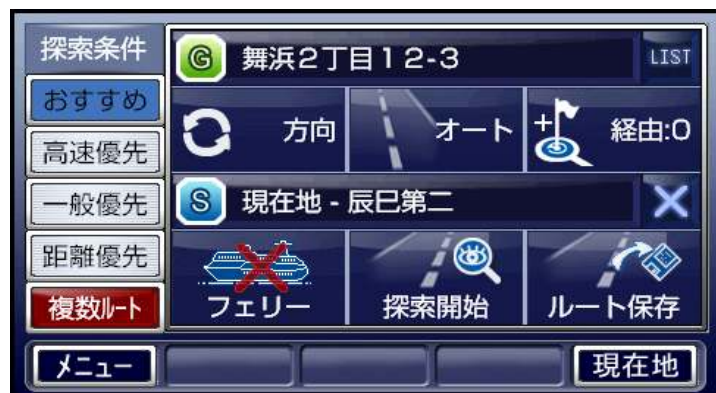 探索条件
おすすめ
高速優先
一般優先
距離優先
複数ルート
G 舞浜2丁目12-3 LIST
方向 オート 経由:0
S 現在地 - 辰巳第二
フェリー 探索開始 ルート保存
メニュー 現在地